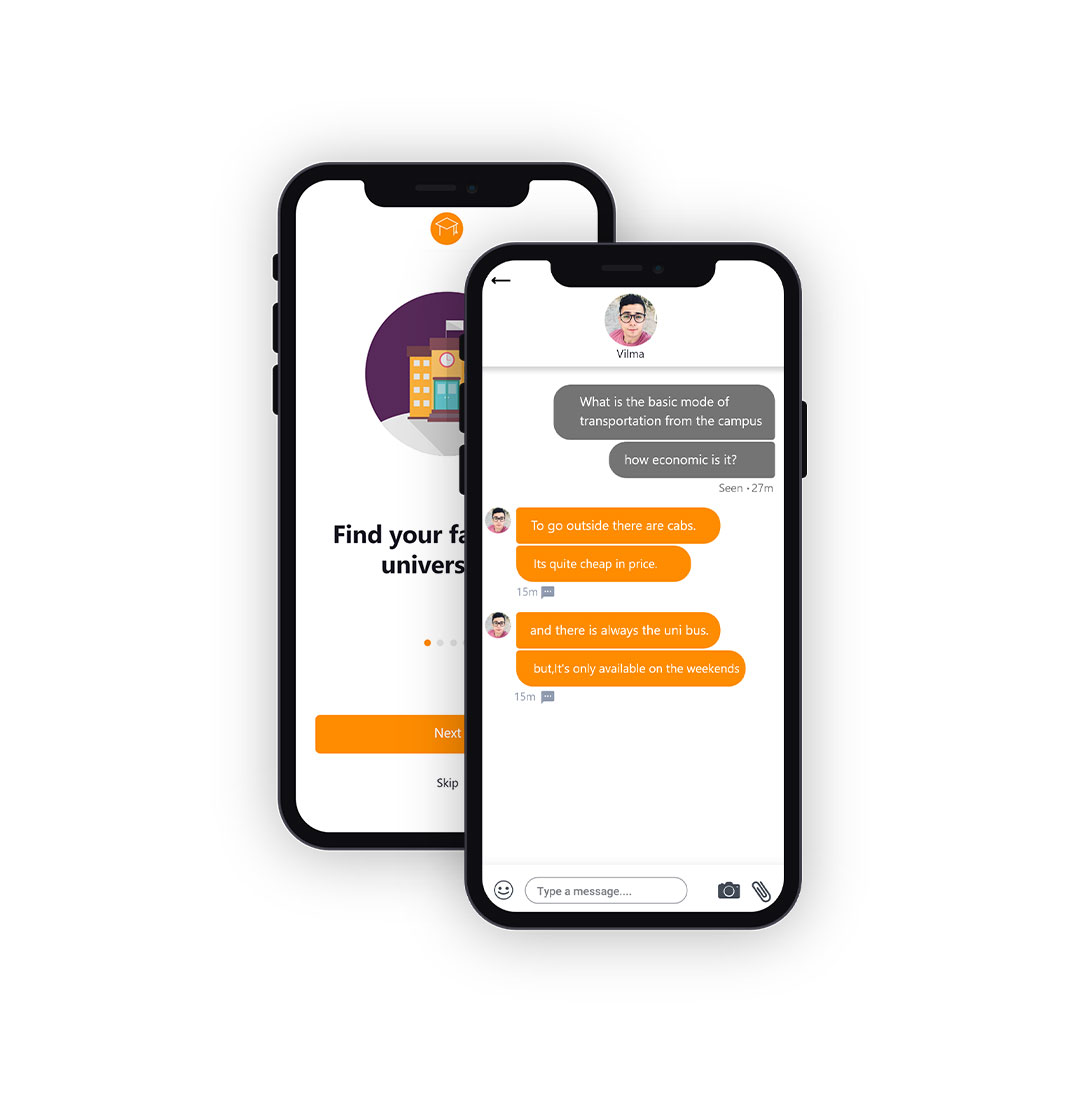 Find your fa
univers
Next
Skip
Vilma
What is the basic mode of
transportation from the campus
how economic is it?
Seen • 27m
To go outside there are cabs.
Its quite cheap in price.
15m
and there is always the uni bus.
but,It's only available on the weekends
15m
Type a message....